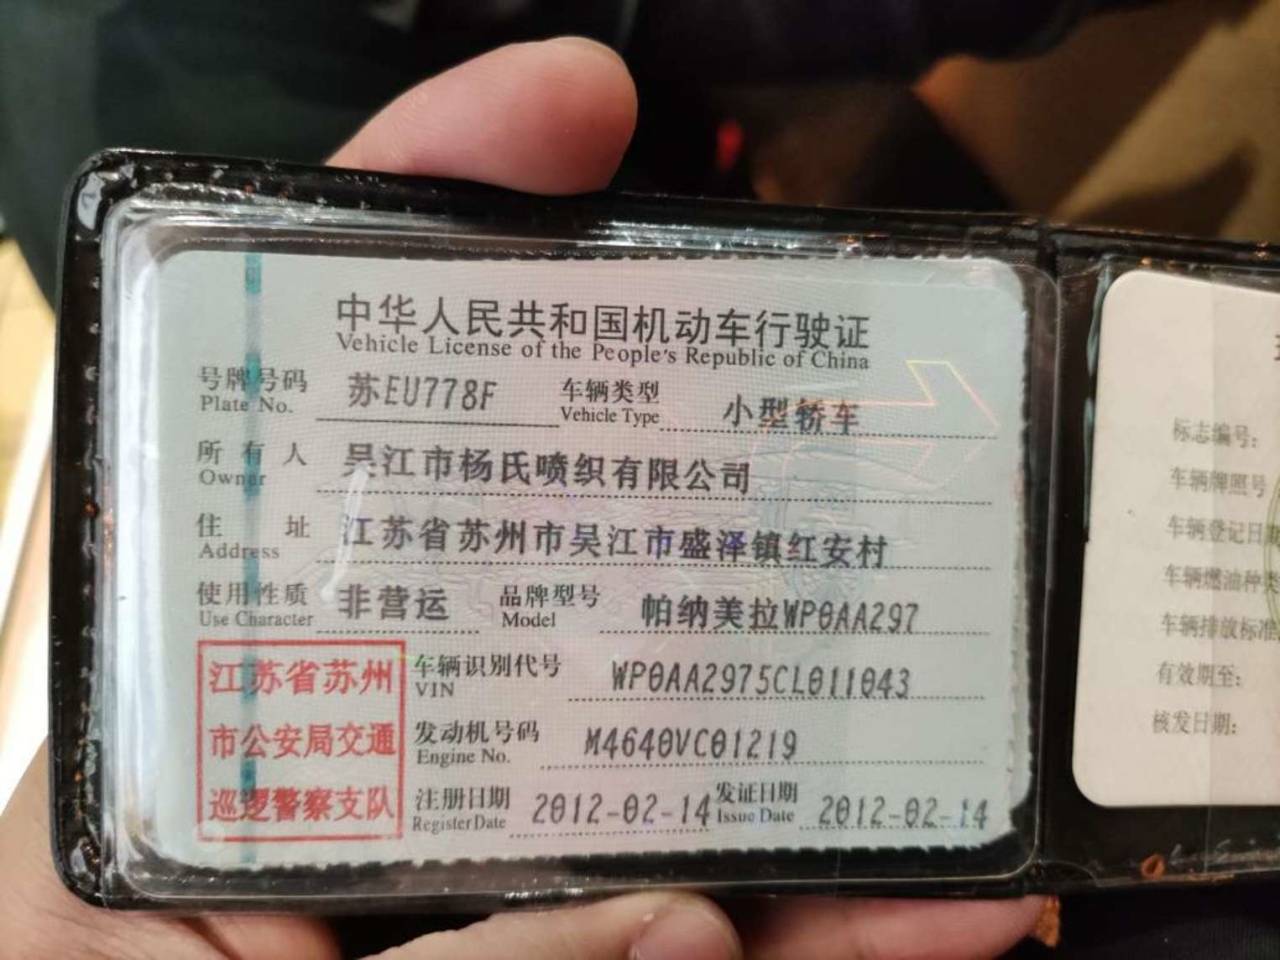 中华人民共和国机动车行驶证
Vehicle License of the People's Republic of China
号牌号码 苏EU778F 车辆类型 小型轿车
Plate No. Vehicle Type
所有人 吴江市杨氏喷织有限公司
Owner
住址 江苏省苏州市吴江市盛泽镇红安村
Address
使用性质 非营运 品牌型号 帕纳美拉WP0AA297
Use Character Model
江苏省苏州
市公安局交通
巡逻警察支队
车辆识别代号 WP0AA2975CL011043
VIN
发动机号码 M4640VC01219
Engine No.
注册日期 2012-02-14 发证日期 2012-02-14
Register Date Issue Date
标志编号:
车辆牌照号
车辆登记日期
车辆燃油种类
车辆排放标准
有效期至:
核发日期: